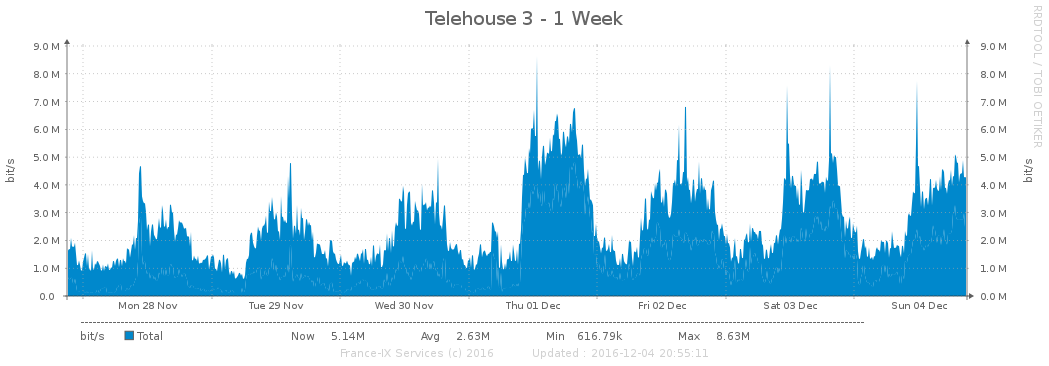 Telehouse 3 - 1 Week
RRDTOOL / TOBI OETIKER
bit/s
9.0 M
8.0 M
7.0 M
6.0 M
5.0 M
4.0 M
3.0 M
2.0 M
1.0 M
0.0
9.0 M
8.0 M
7.0 M
6.0 M
5.0 M
4.0 M
3.0 M
2.0 M
1.0 M
0.0 M
bit/s
Mon 28 Nov Tue 29 Nov Wed 30 Nov Thu 01 Dec Fri 02 Dec Sat 03 Dec Sun 04 Dec
bit/s Total Now 5.14M Avg 2.63M Min 616.79k Max 8.63M
France-IX Services (c) 2016 Updated : 2016-12-04 20:55:11